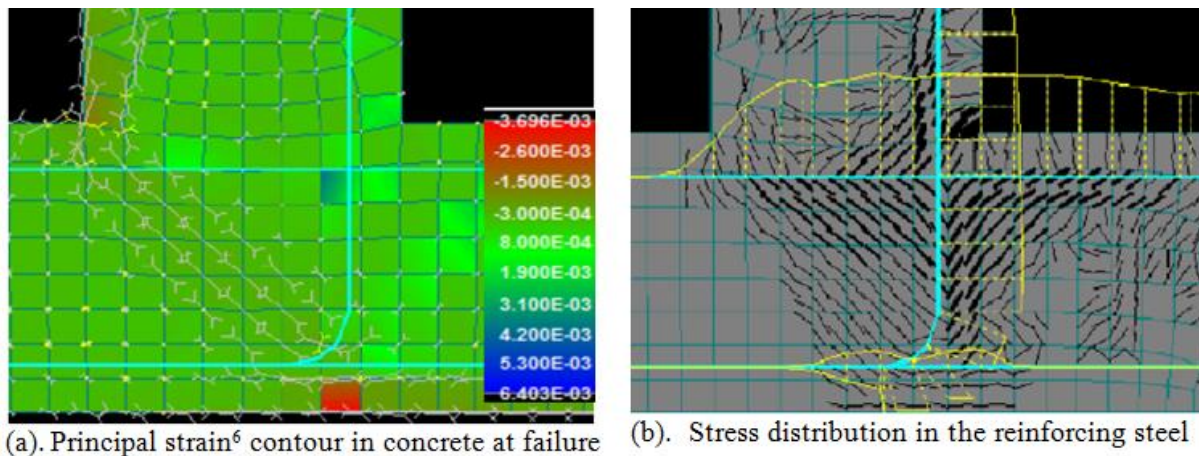 -3.696E-03
-2.600E-03
-1.500E-03
-3.000E-04
8.000E-04
1.900E-03
3.100E-03
4.200E-03
5.300E-03
6.403E-03
(a). Principal strain⁶ contour in concrete at failure
(b). Stress distribution in the reinforcing steel